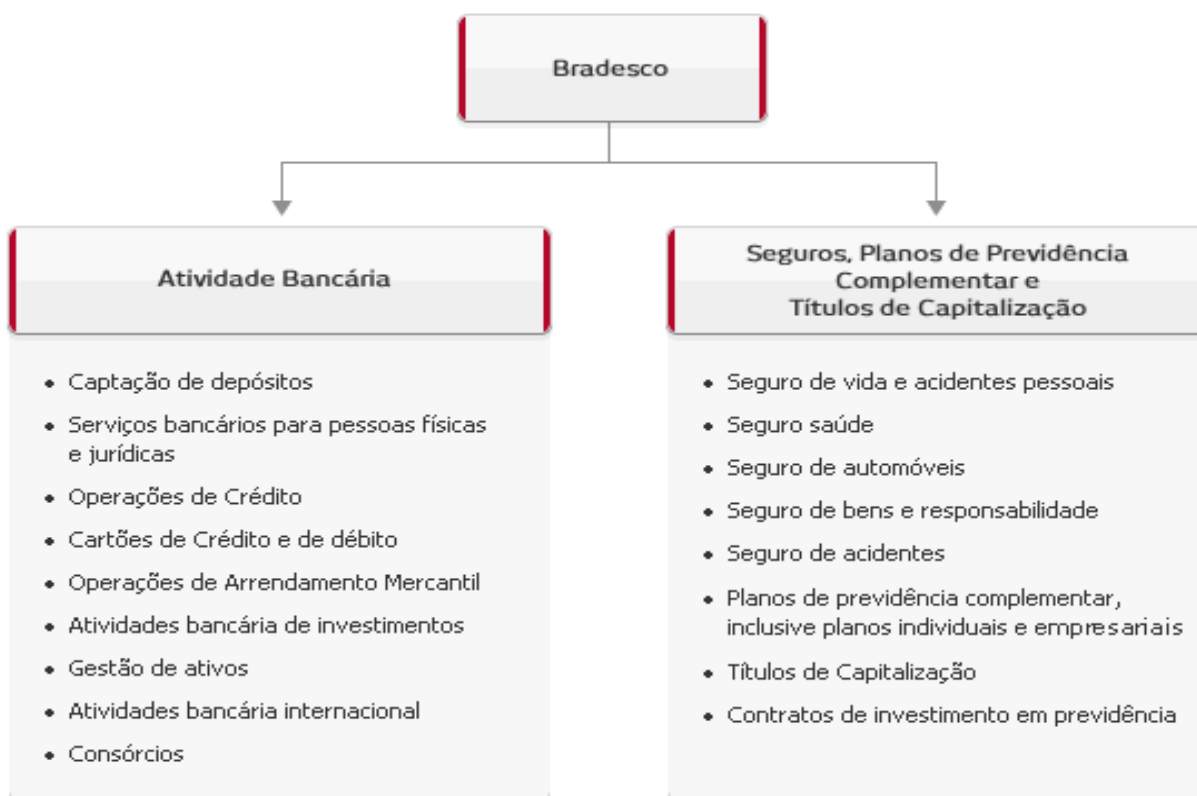 Bradesco
Atividade Bancária
• Captação de depósitos
• Serviços bancários para pessoas físicas
e jurídicas
• Operações de Crédito
• Cartões de Crédito e de débito
• Operações de Arrendamento Mercantil
• Atividades bancária de investimentos
• Gestão de ativos
• Atividades bancária internacional
• Consórcios
Seguros, Planos de Previdência
Complementar e
Títulos de Capitalização
• Seguro de vida e acidentes pessoais
• Seguro saúde
• Seguro de automóveis
• Seguro de bens e responsabilidade
• Seguro de acidentes
• Planos de previdência complementar,
inclusive planos individuais e empresariais
• Títulos de Capitalização
• Contratos de investimento em previdência